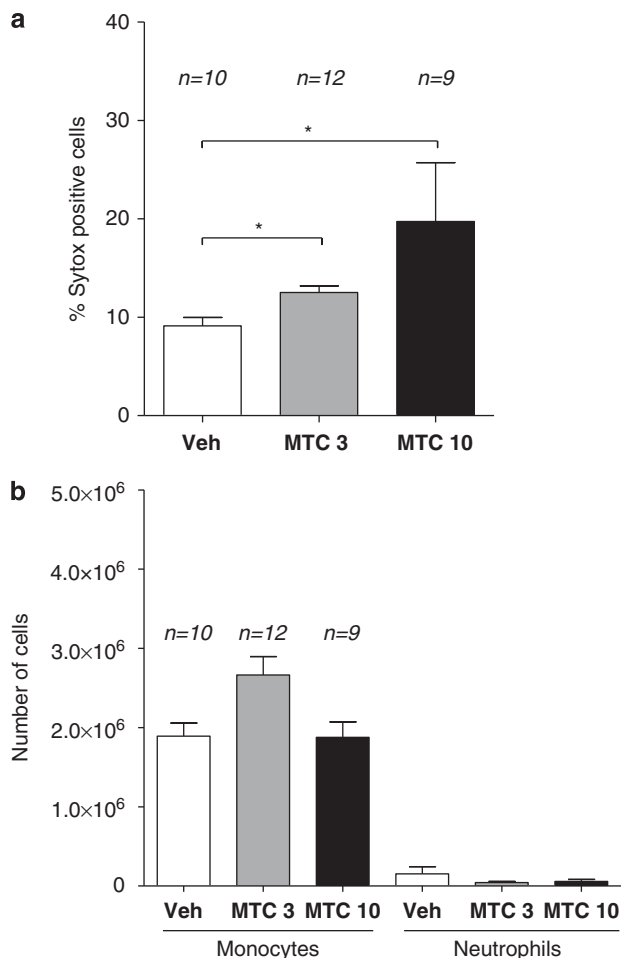 a
% Sytox positive cells
40
30
20
10
0
n=10 n=12 n=9
*
*
Veh MTC 3 MTC 10
b
Number of cells
5.0×10⁶
4.0×10⁶
3.0×10⁶
2.0×10⁶
1.0×10⁶
0
n=10 n=12 n=9
Veh MTC 3 MTC 10 Veh MTC 3 MTC 10
Monocytes Neutrophils